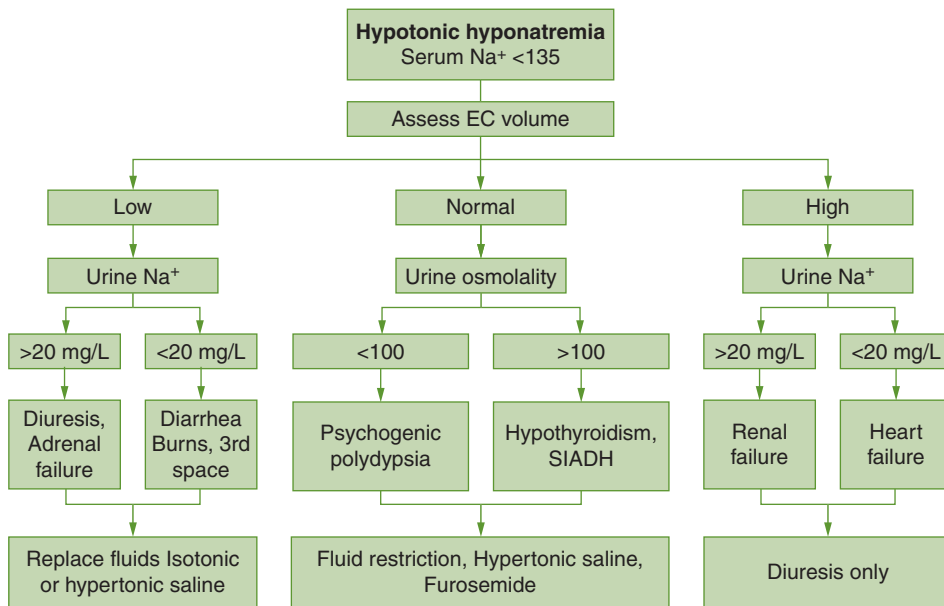 Hypotonic hyponatremia
Serum Na⁺ <135
Assess EC volume
Low
Normal
High
Urine Na⁺
Urine osmolality
Urine Na⁺
>20 mg/L
<20 mg/L
<100
>100
>20 mg/L
<20 mg/L
Diuresis,
Adrenal
failure
Diarrhea
Burns, 3rd
space
Psychogenic
polydypsia
Hypothyroidism,
SIADH
Renal
failure
Heart
failure
Replace fluids Isotonic
or hypertonic saline
Fluid restriction, Hypertonic saline,
Furosemide
Diuresis only